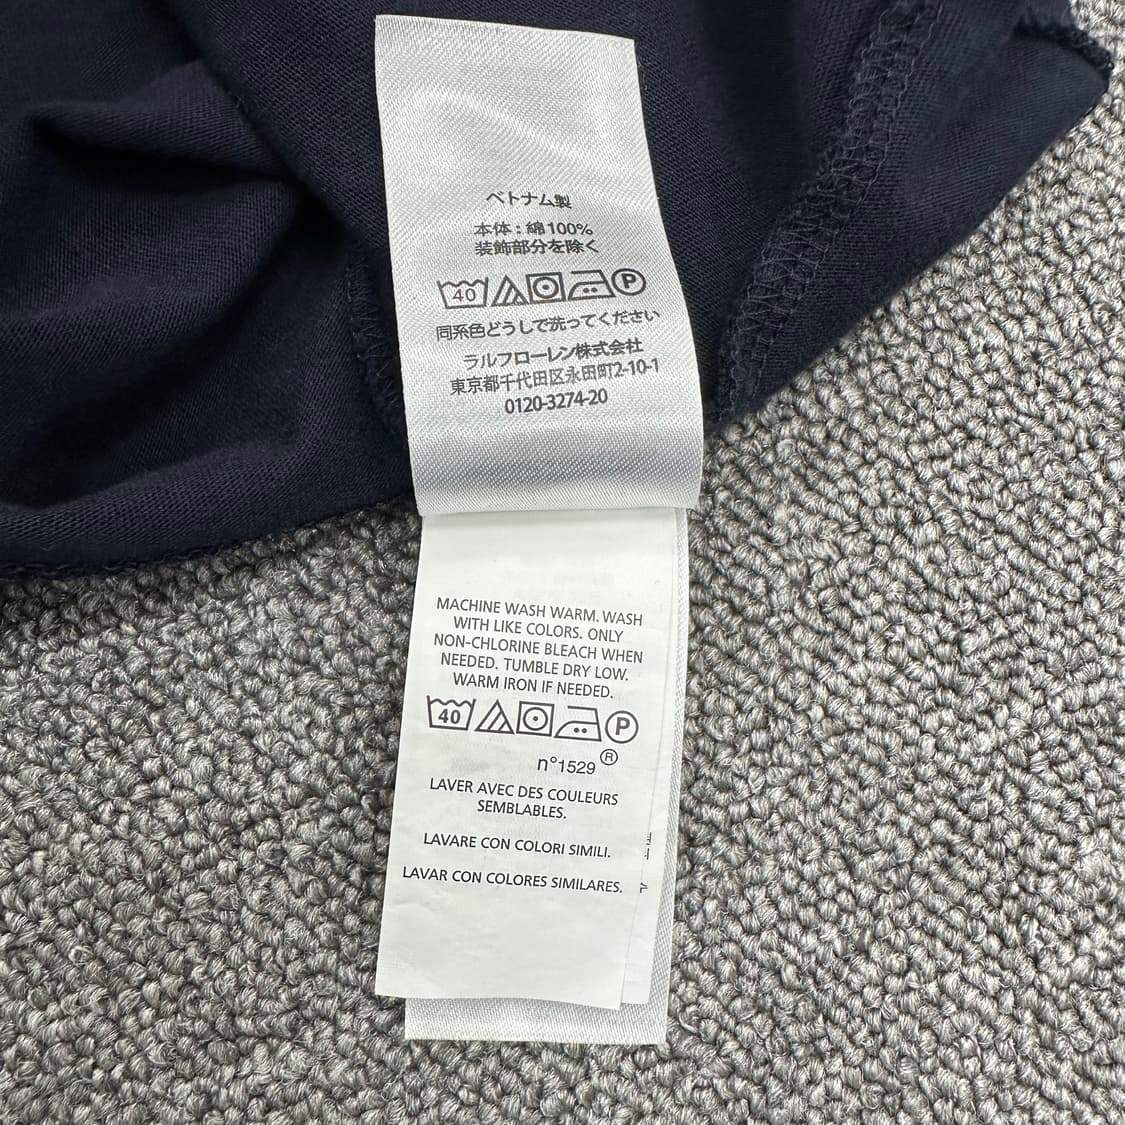 ベトナム製
本体：綿100%
装飾部分を除く
40 P
同系色どうしで洗ってください
ラルフローレン株式会社
東京都千代田区永田町2-10-1
0120-3274-20
MACHINE WASH WARM. WASH
WITH LIKE COLORS. ONLY
NON-CHLORINE BLEACH WHEN
NEEDED. TUMBLE DRY LOW.
WARM IRON IF NEEDED.
40 P
n°1529 ®
LAVER AVEC DES COULEURS
SEMBLABLES.
LAVARE CON COLORI SIMILI.
LAVAR CON COLORES SIMILARES.